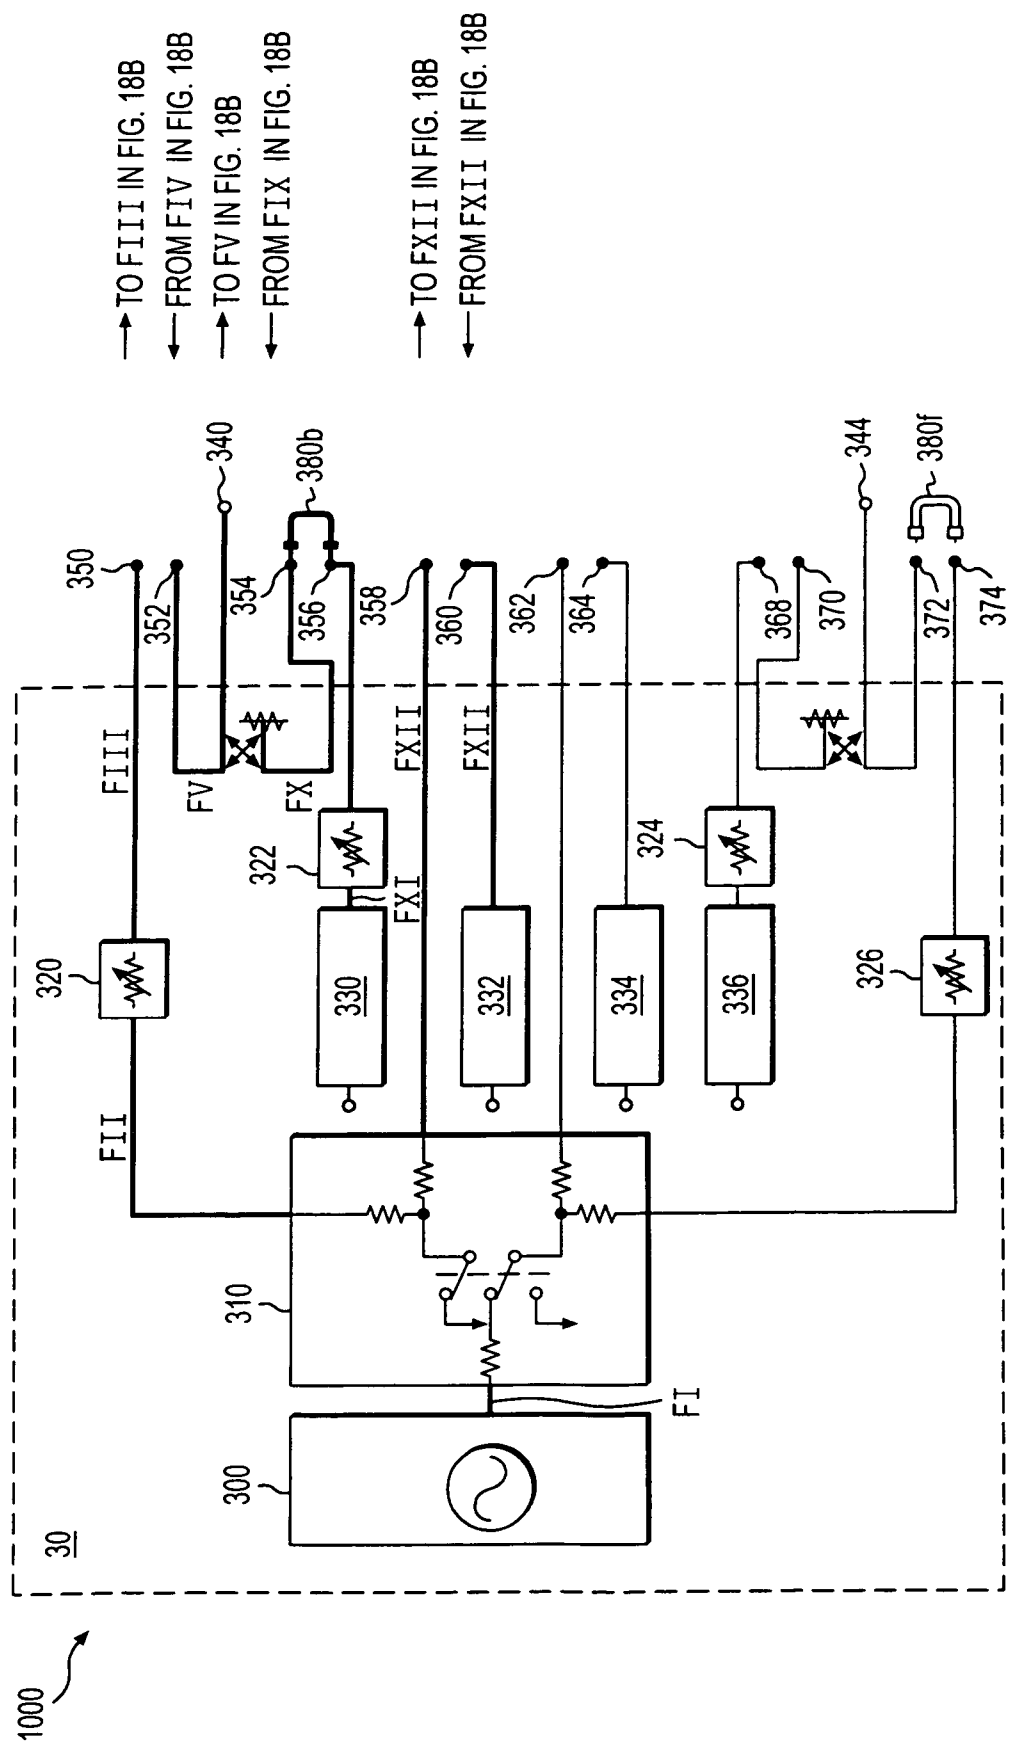 1000
30
320
350
FII
FIII
→ TO FIII IN FIG. 18B
352
← FROM FIV IN FIG. 18B
FV
340
→ TO FV IN FIG. 18B
300
310
354
322
← FROM FIX IN FIG. 18B
FX
356
380b
330
358
FXI
FXII
→ TO FXII IN FIG. 18B
360
FXII
← FROM FXII IN FIG. 18B
332
362
364
334
324
FI
336
368
370
344
326
372
380f
374